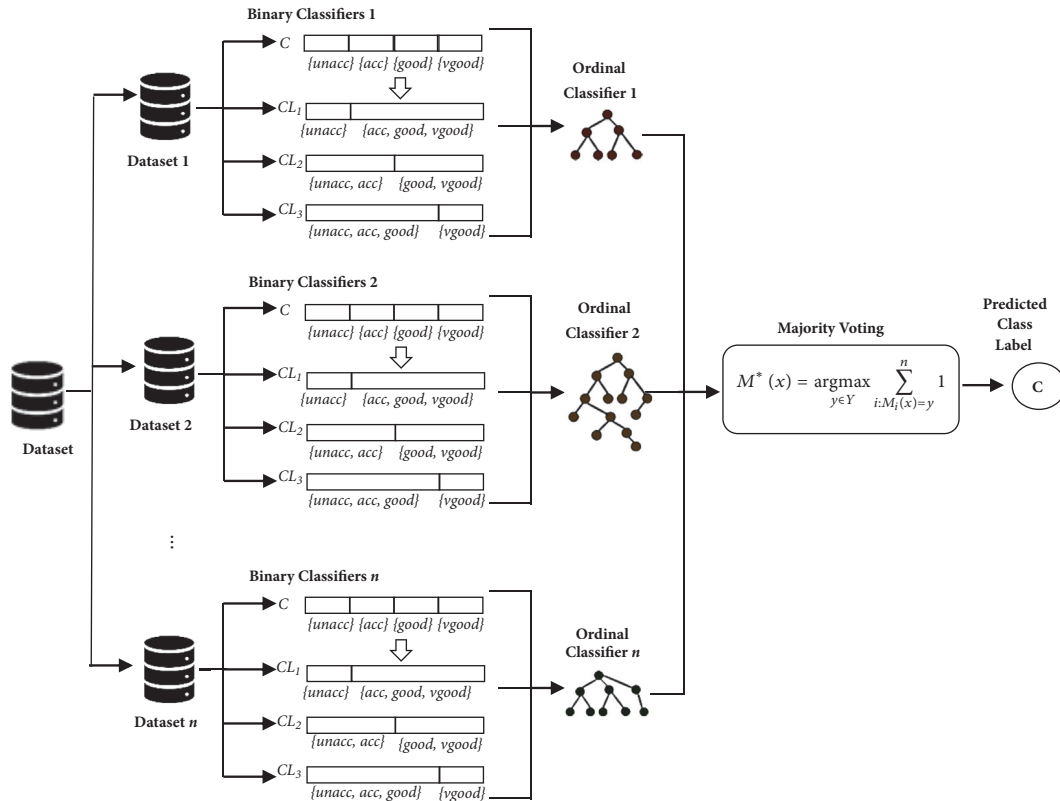 Binary Classifiers 1
C
{unacc} {acc} {good} {vgood}
CL1
{unacc} {acc, good, vgood}
CL2
{unacc, acc} {good, vgood}
CL3
{unacc, acc, good} {vgood}
Dataset 1
Ordinal
Classifier 1
Binary Classifiers 2
C
{unacc} {acc} {good} {vgood}
CL1
{unacc} {acc, good, vgood}
CL2
{unacc, acc} {good, vgood}
CL3
{unacc, acc, good} {vgood}
Dataset
Dataset 2
Ordinal
Classifier 2
Majority Voting
M* (x) = argmax y∈Y ∑ n i:Mi(x)=y 1
Predicted
Class
Label
C
⋮
Binary Classifiers n
C
{unacc} {acc} {good} {vgood}
CL1
{unacc} {acc, good, vgood}
CL2
{unacc, acc} {good, vgood}
CL3
{unacc, acc, good} {vgood}
Dataset n
Ordinal
Classifier n